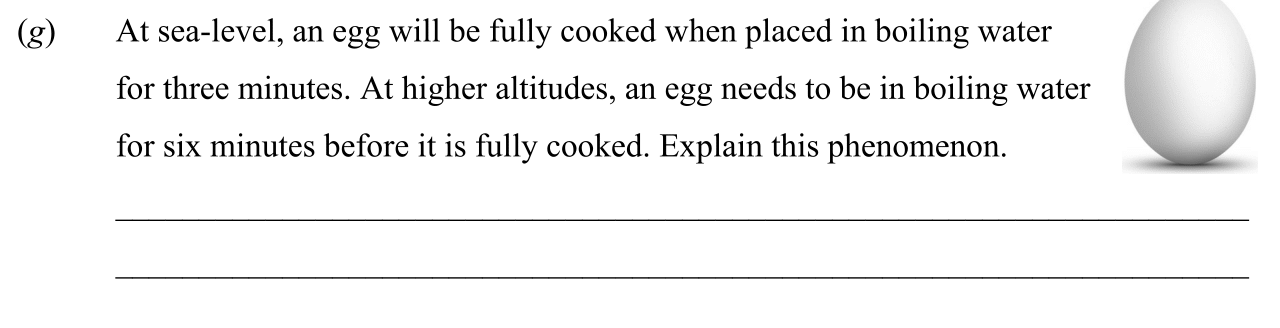 (g) At sea-level, an egg will be fully cooked when placed in boiling water
for three minutes. At higher altitudes, an egg needs to be in boiling water
for six minutes before it is fully cooked. Explain this phenomenon.